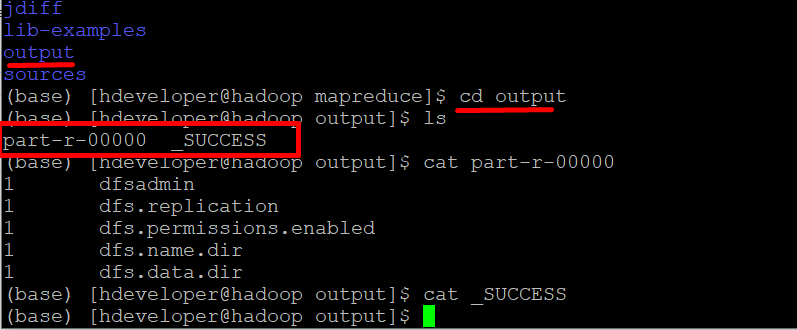 jdiff
lib-examples
output
sources
(base) [hdeveloper@hadoop mapreduce]$ cd output
(base) [hdeveloper@hadoop output]$ ls
part-r-00000  _SUCCESS
(base) [hdeveloper@hadoop output]$ cat part-r-00000
1       dfsadmin
1       dfs.replication
1       dfs.permissions.enabled
1       dfs.name.dir
1       dfs.data.dir
(base) [hdeveloper@hadoop output]$ cat _SUCCESS
(base) [hdeveloper@hadoop output]$